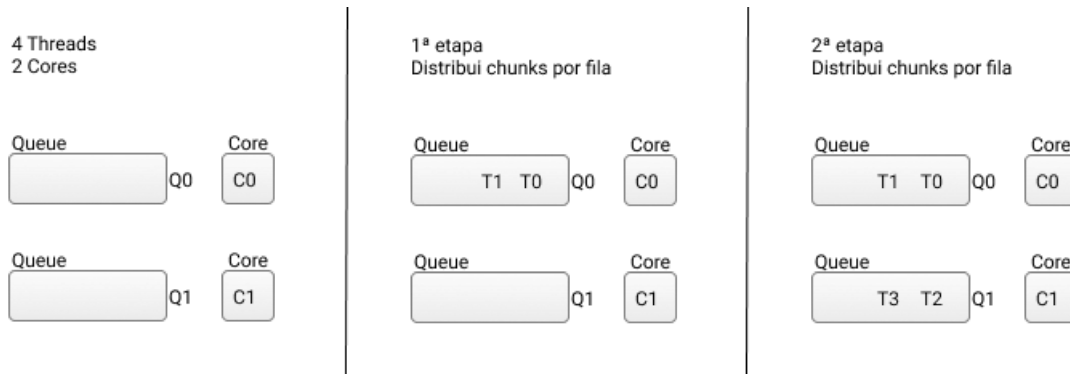 4 Threads
2 Cores
Queue
Core
Q0
C0
Queue
Core
Q1
C1
1ª etapa
Distribui chunks por fila
Queue
Core
T1 T0
Q0
C0
Queue
Core
Q1
C1
2ª etapa
Distribui chunks por fila
Queue
Core
T1 T0
Q0
C0
Queue
Core
T3 T2
Q1
C1